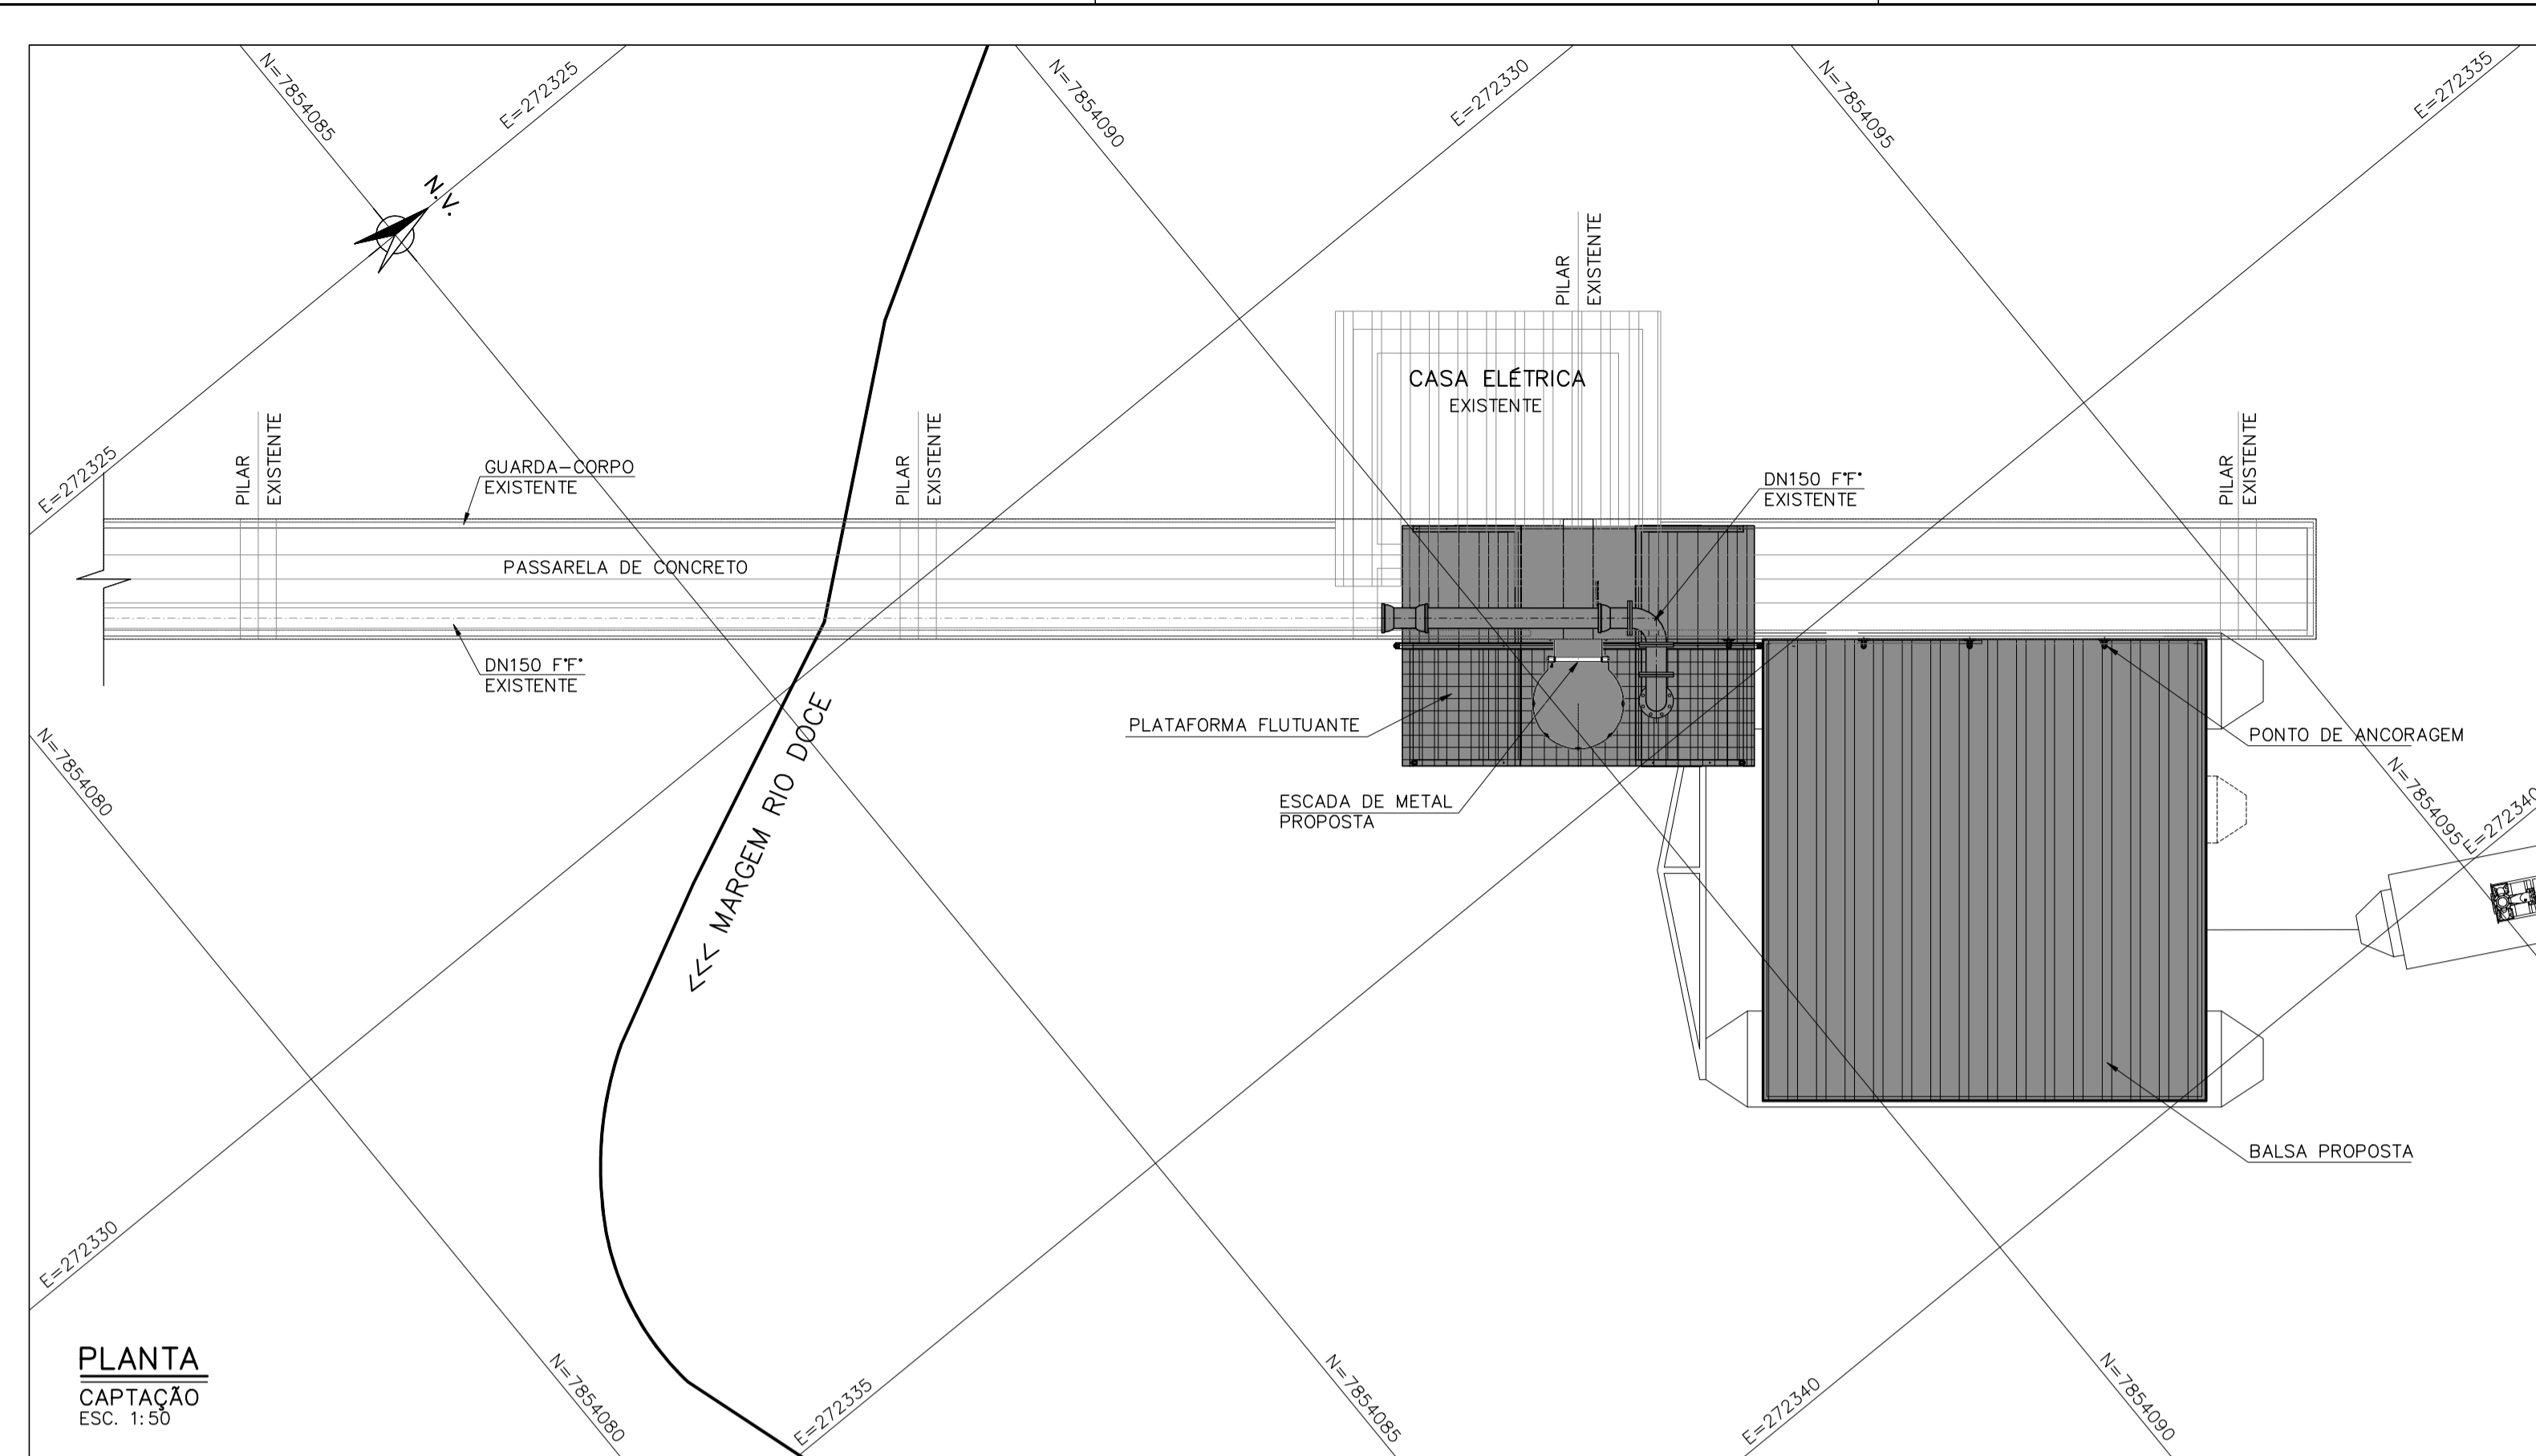 N=7854085
E=272325
N=7854090
E=272330
N=7854095
E=272335
N.V.
PILAR
EXISTENTE
CASA ELÉTRICA
EXISTENTE
E=272325
PILAR
EXISTENTE
GUARDA-CORPO
EXISTENTE
PILAR
EXISTENTE
DN150 F°F°
EXISTENTE
PILAR
EXISTENTE
PASSARELA DE CONCRETO
DN150 F°F°
EXISTENTE
<<< MARGEM RIO DOCE
PLATAFORMA FLUTUANTE
PONTO DE ANCORAGEM
N=7854080
ESCADA DE METAL
PROPOSTA
N=7854095
E=272340
BALSA PROPOSTA
E=272330
PLANTA
CAPTAÇÃO
ESC. 1:50
N=7854080
E=272335
N=7854085
E=272340
N=7854090